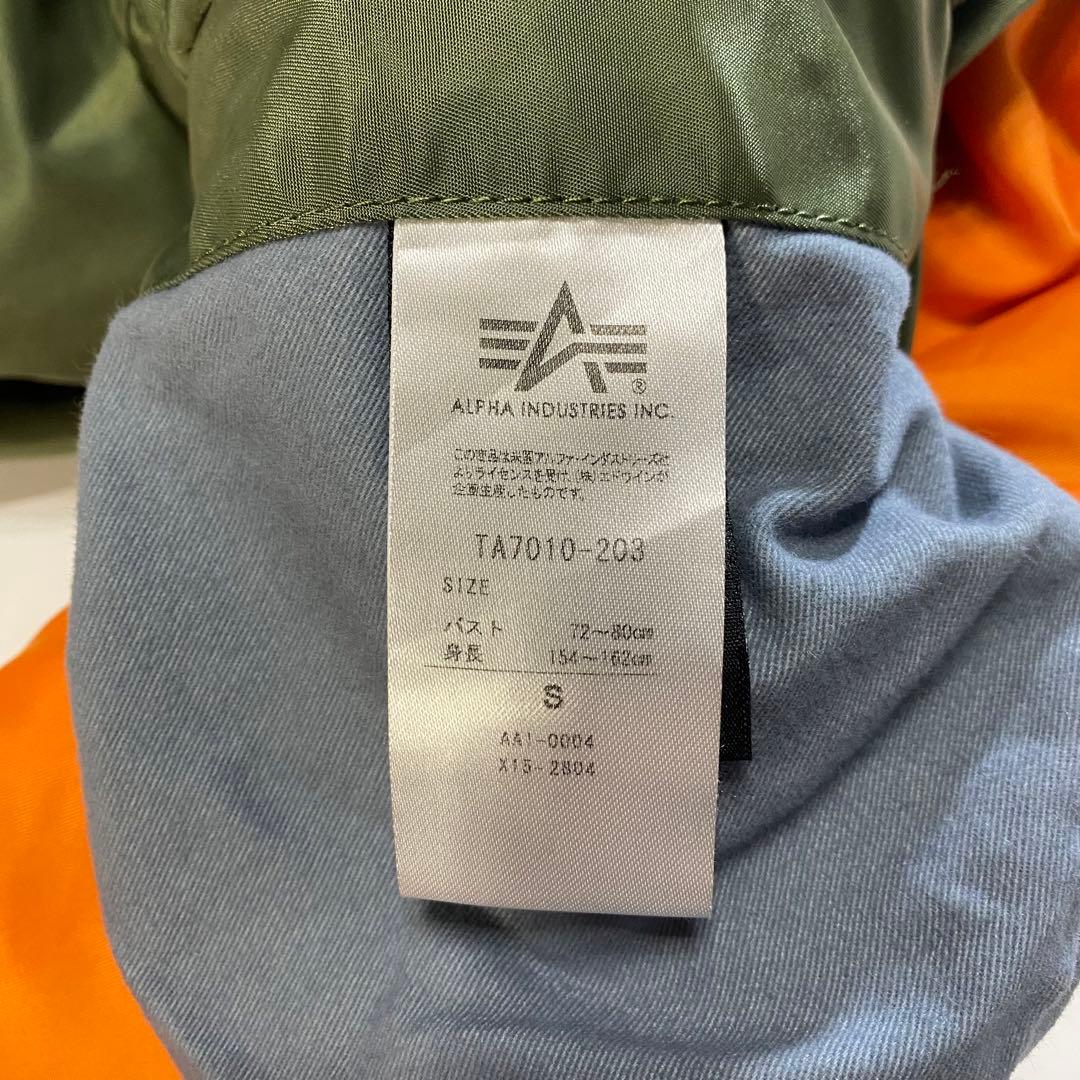 ALPHA INDUSTRIES INC.
この商品は米国アルファ・インダストリーズ社
よりライセンスを受け（株）エドウインが
企画生産したものです。
TA7010-203
SIZE
バスト 72～80cm
身長 154～162cm
S
AA1-0004
X15-2804